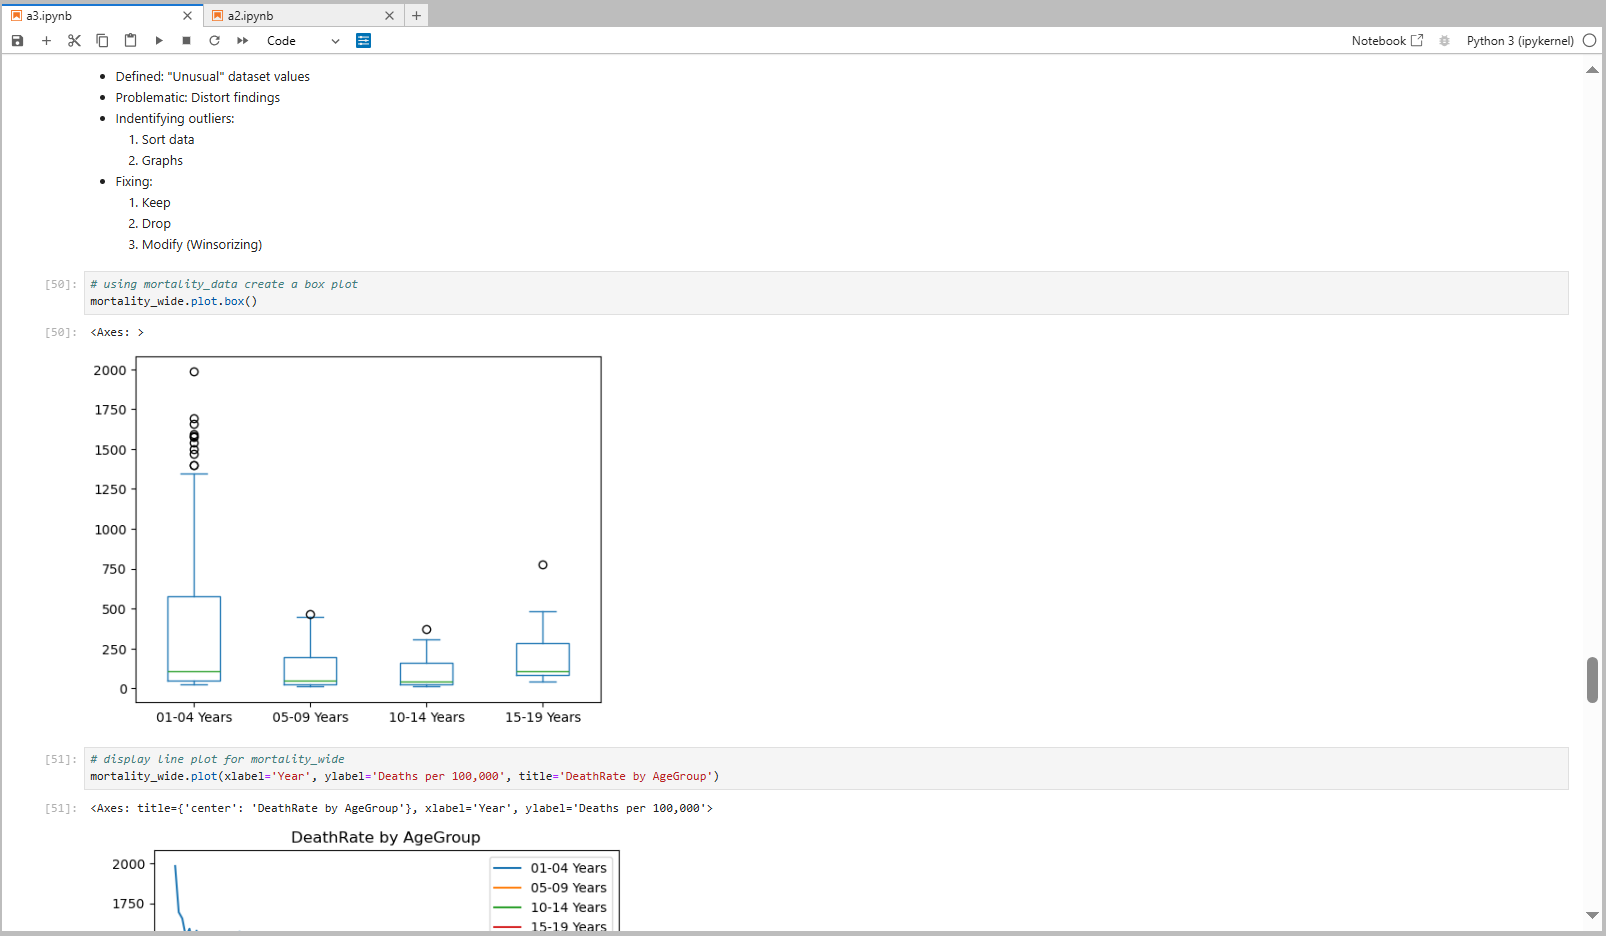 a3.ipynb
a2.ipynb
Code
Notebook
Python 3 (ipykernel)
• Defined: "Unusual" dataset values
• Problematic: Distort findings
• Indentifying outliers:
1. Sort data
2. Graphs
• Fixing:
1. Keep
2. Drop
3. Modify (Winsorizing)
[50]:
# using mortality_data create a box plot
mortality_wide.plot.box()
[50]:
<Axes: >
2000
1750
1500
1250
1000
750
500
250
0
01-04 Years
05-09 Years
10-14 Years
15-19 Years
[51]:
# display line plot for mortality_wide
mortality_wide.plot(xlabel='Year', ylabel='Deaths per 100,000', title='DeathRate by AgeGroup')
[51]:
<Axes: title={'center': 'DeathRate by AgeGroup'}, xlabel='Year', ylabel='Deaths per 100,000'>
DeathRate by AgeGroup
2000
1750
01-04 Years
05-09 Years
10-14 Years
15-19 Years